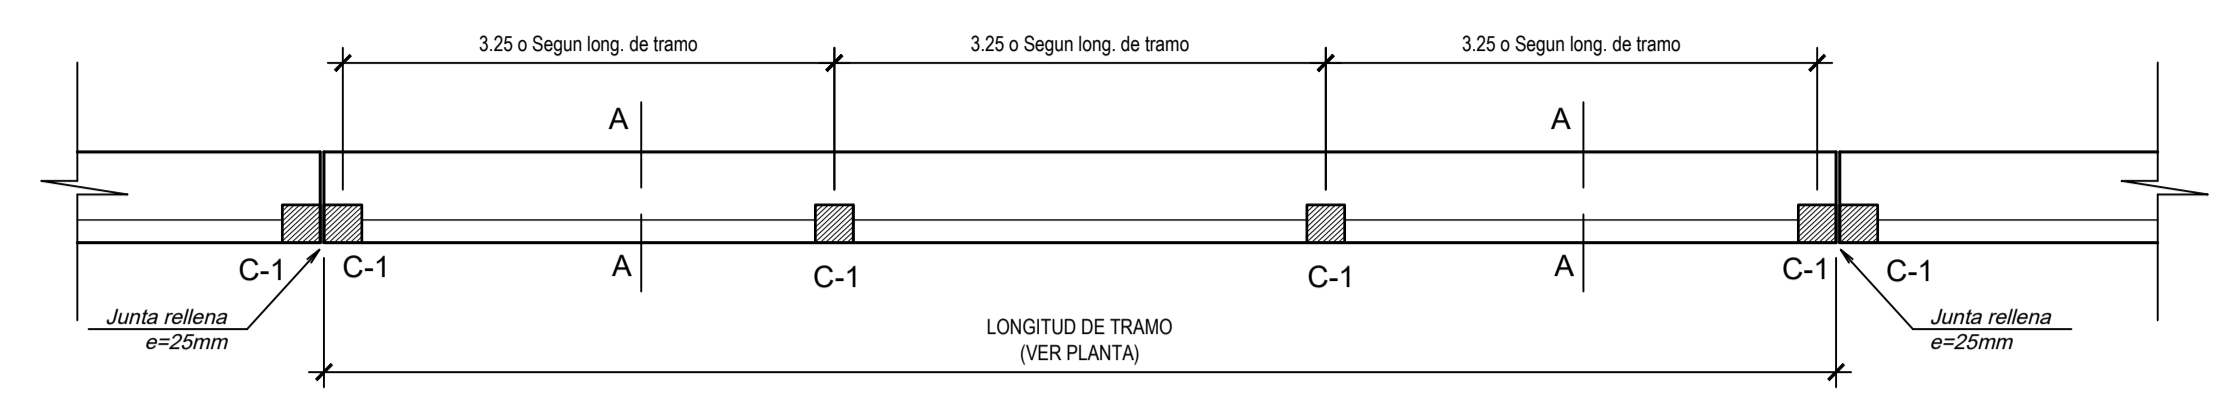 3.25 o Segun long. de tramo
3.25 o Segun long. de tramo
3.25 o Segun long. de tramo
A
A
C-1
C-1
A
C-1
C-1
A
C-1
C-1
Junta rellena
e=25mm
LONGITUD DE TRAMO
(VER PLANTA)
Junta rellena
e=25mm